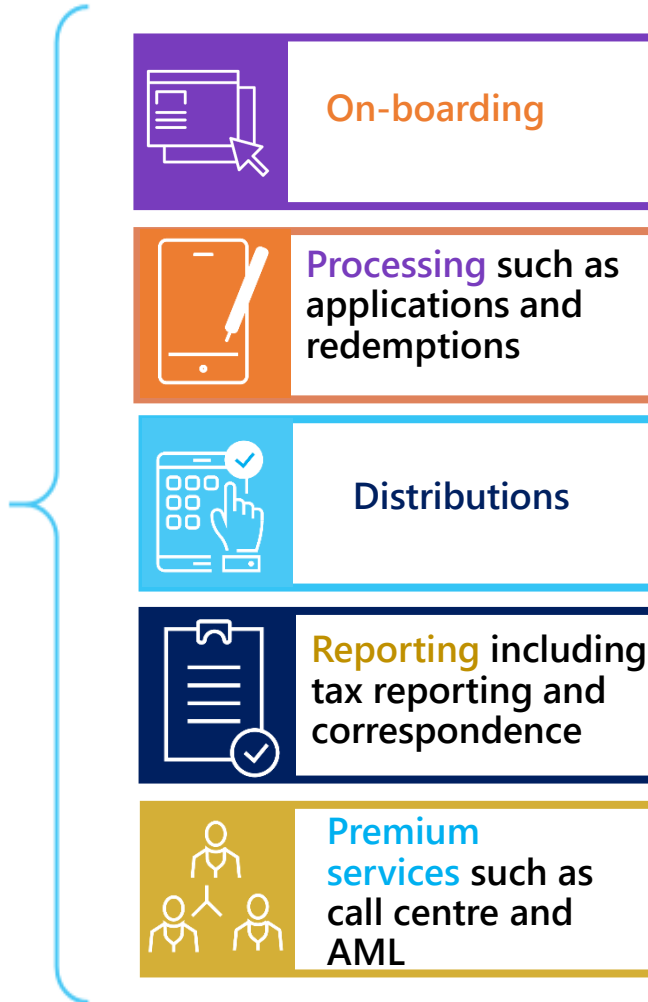 On-boarding
Processing such as
applications and
redemptions
Distributions
Reporting including
tax reporting and
correspondence
Premium
services such as
call centre and
AML